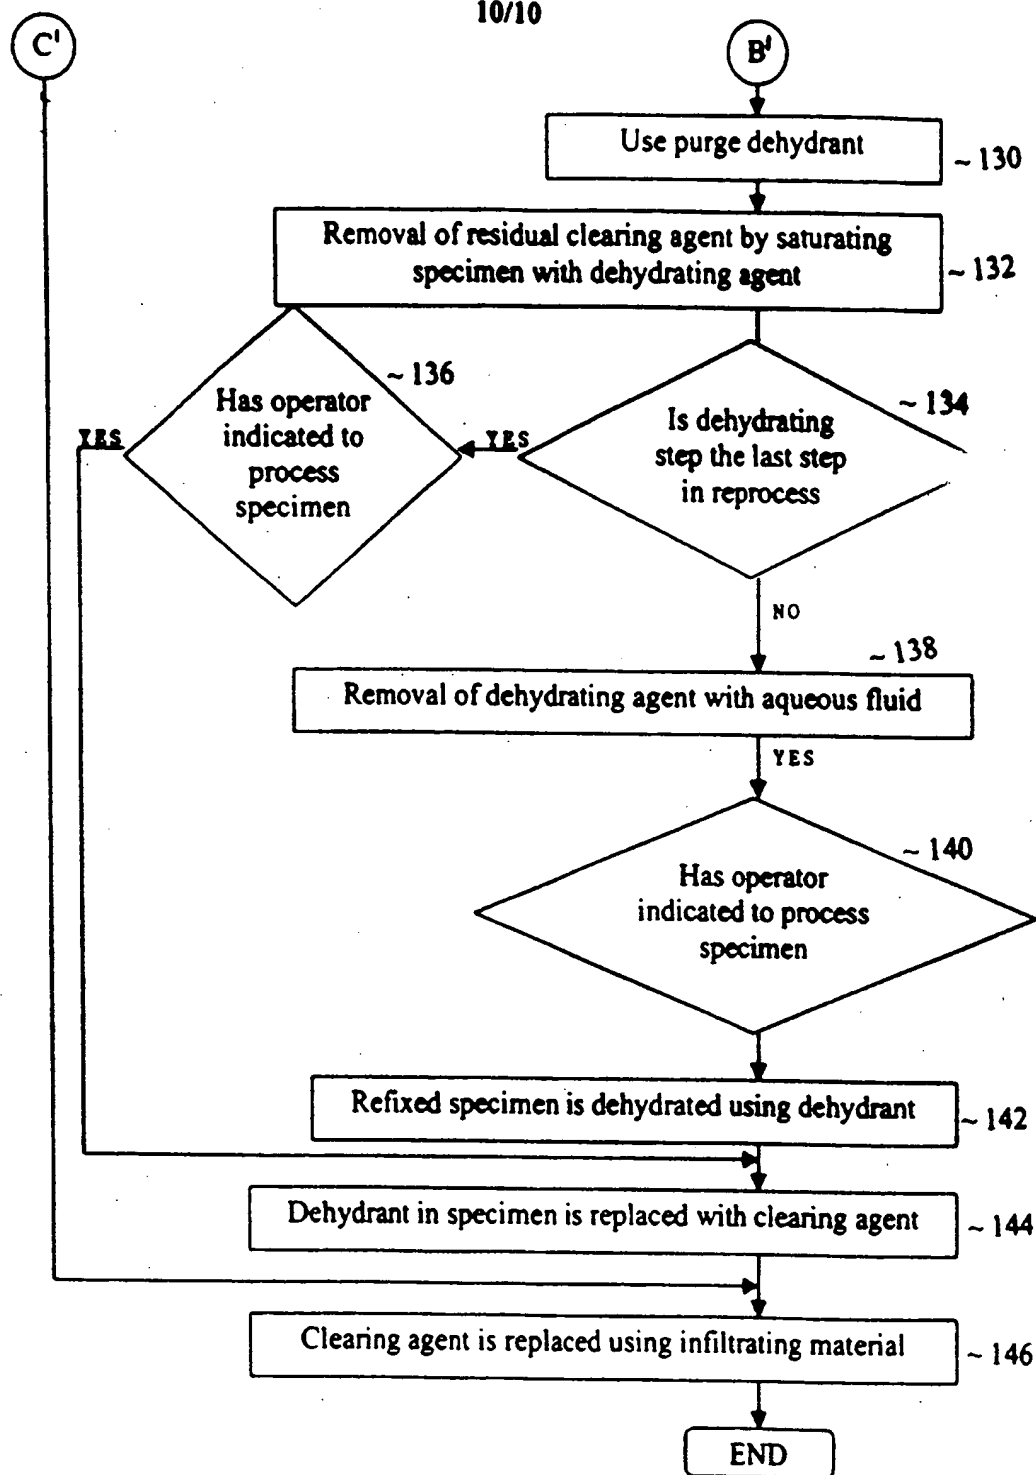 10/10
C'
B'
Use purge dehydrant
~ 130
Removal of residual clearing agent by saturating
specimen with dehydrating agent
~ 132
~ 136
Has operator
indicated to
process
specimen
YES
YES
~ 134
Is dehydrating
step the last step
in reprocess
NO
~ 138
Removal of dehydrating agent with aqueous fluid
YES
~ 140
Has operator
indicated to process
specimen
Refixed specimen is dehydrated using dehydrant
~ 142
Dehydrant in specimen is replaced with clearing agent
~ 144
Clearing agent is replaced using infiltrating material
~ 146
END